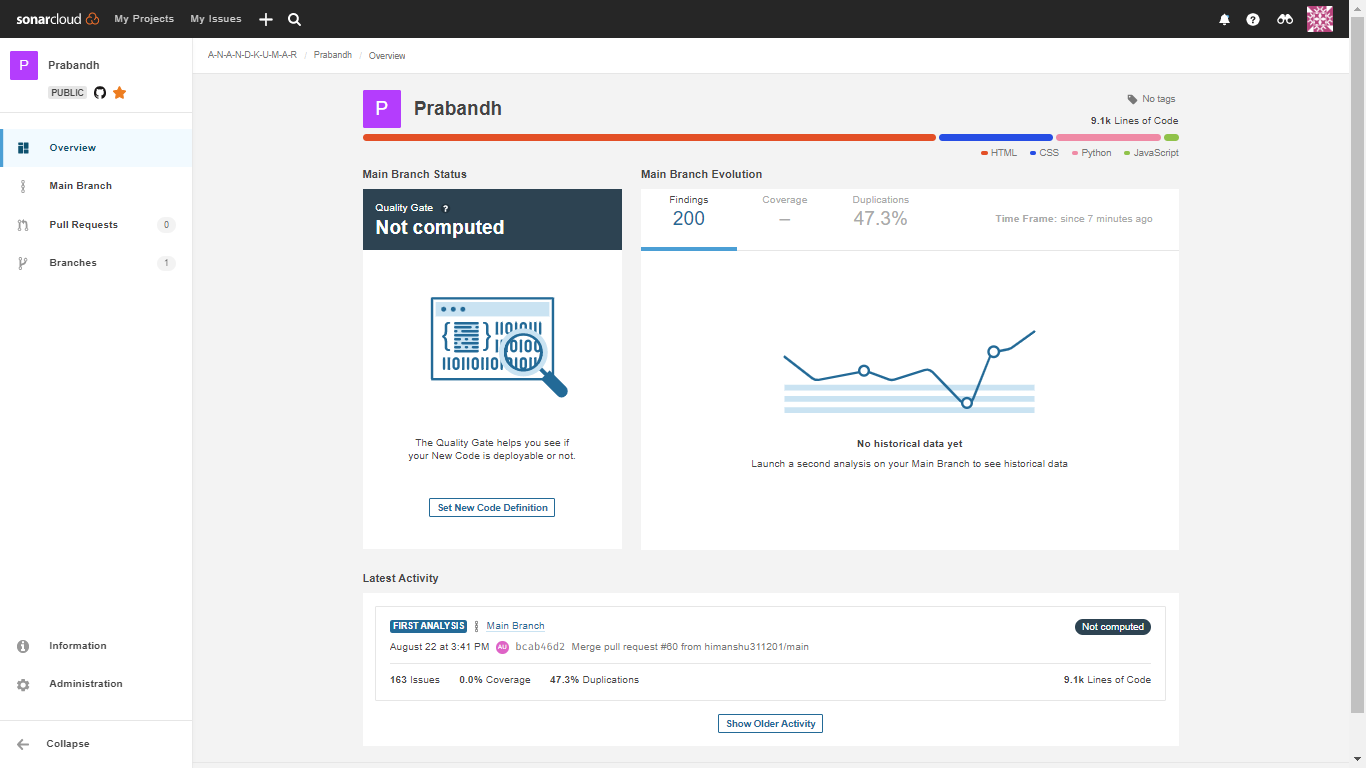 sonarcloud My Projects My Issues
P Prabandh
PUBLIC
Overview
Main Branch
Pull Requests 0
Branches 1
Information
Administration
Collapse
A-N-A-N-D-K-U-M-A-R / Prabandh / Overview
P Prabandh
No tags
9.1k Lines of Code
HTML CSS Python JavaScript
Main Branch Status
Quality Gate ?
Not computed
The Quality Gate helps you see if
your New Code is deployable or not.
Set New Code Definition
Main Branch Evolution
Findings Coverage Duplications
200 – 47.3%
Time Frame: since 7 minutes ago
No historical data yet
Launch a second analysis on your Main Branch to see historical data
Latest Activity
FIRST ANALYSIS Main Branch Not computed
August 22 at 3:41 PM AU bcab46d2 Merge pull request #60 from himanshu311201/main
163 Issues 0.0% Coverage 47.3% Duplications 9.1k Lines of Code
Show Older Activity